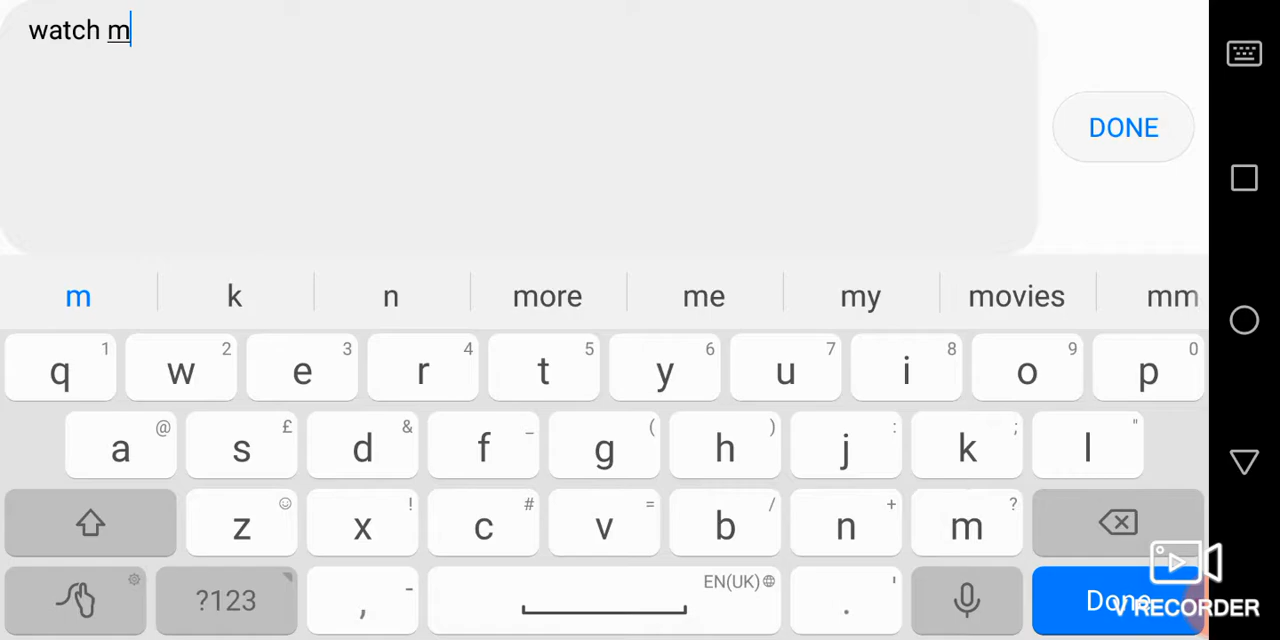 watch m
DONE
m k n more me my movies mm
q 1 w 2 e 3 r 4 t 5 y 6 u 7 i 8 o 9 p 0
a @ s £ d & f _ g ( h ) j : k ; l "
z x ! c # v = b / n + m ?
?123 , - EN(UK) . ' Done
V RECORDER